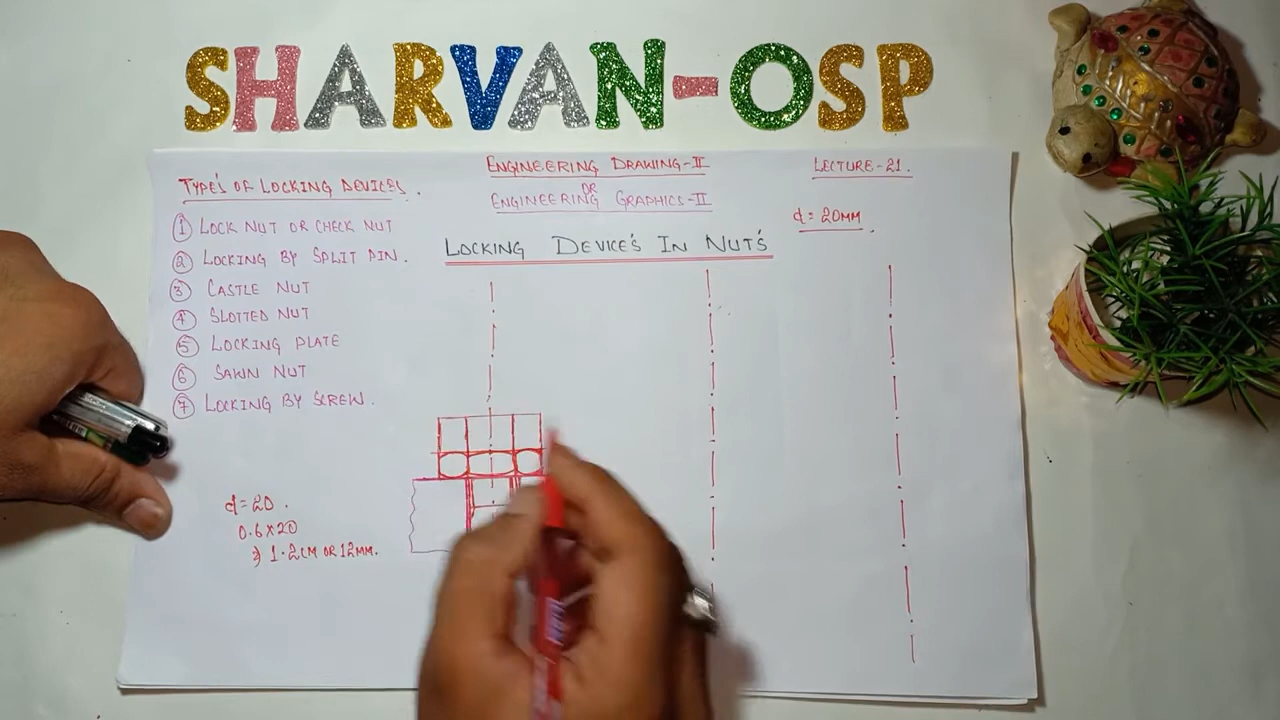 SHARVAN-OSP
ENGINEERING DRAWING-II
OR
ENGINEERING GRAPHICS-II
LECTURE-21.
TYPE'S OF LOCKING DEVICES.
① LOCK NUT OR CHECK NUT
② LOCKING BY SPLIT PIN.
③ CASTLE NUT
④ SLOTTED NUT
⑤ LOCKING PLATE
⑥ SAWN NUT
⑦ LOCKING BY SCREW.
LOCKING DEVICE'S IN NUT'S
d = 20MM.
d = 20.
0.6 X 20
⇒ 1.2CM OR 12MM.